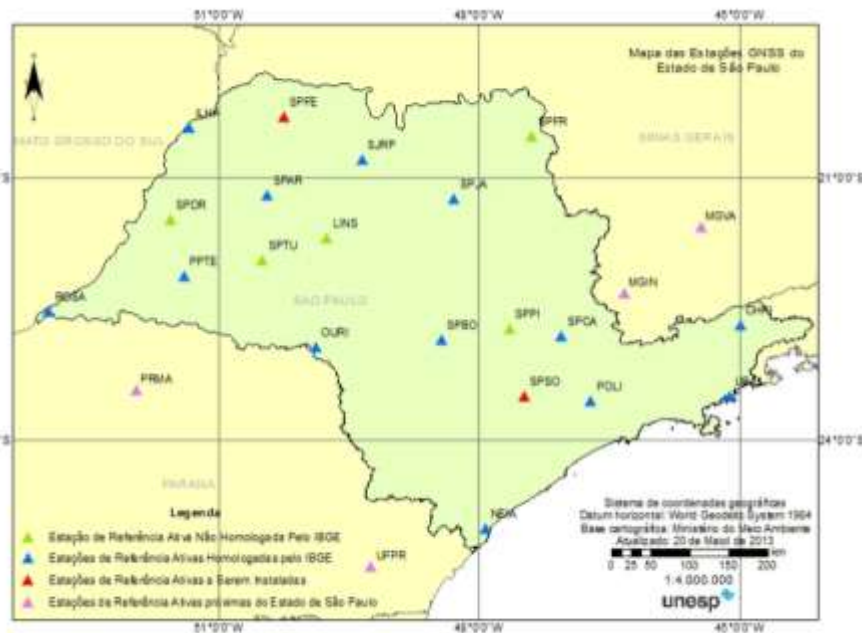 51°0'0"W 48°0'0"W 45°0'0"W
Mapa das Estações GNSS do
Estado de São Paulo
SPFE
ILHA
SPFR
MATO GROSSO DO SUL
MINAS GERAIS
SJRP
21°0'0"S
SPAR
SPJA
SPDR
MGVA
LINS
SPTU
PPTE
MGIN
ROSA
SÃO PAULO
SPPI
OURI
SPBO
SPCA
PRMA
SPSO
POLI
24°0'0"S
PARANÁ
Legenda
Estação de Referência Ativa Não Homologada Pelo IBGE
Estações de Referência Ativas Homologadas pelo IBGE
Estações de Referência Ativas a Serem Instaladas
Estações de Referência Ativas próximas do Estado de São Paulo
NEIA
UFPR
Sistema de coordenadas geográficas
Datum horizontal: World Geodetic System 1984
Base cartográfica: Ministério do Meio Ambiente
Atualizado: 20 de Maio de 2013
km
0 25 50 100 150 200
1:4.000.000
unesp
51°0'0"W 48°0'0"W 45°0'0"W